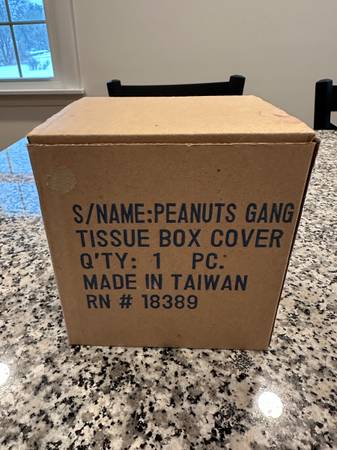 S/NAME:PEANUTS GANG
TISSUE BOX COVER
Q'TY: 1 PC.
MADE IN TAIWAN
RN # 18389